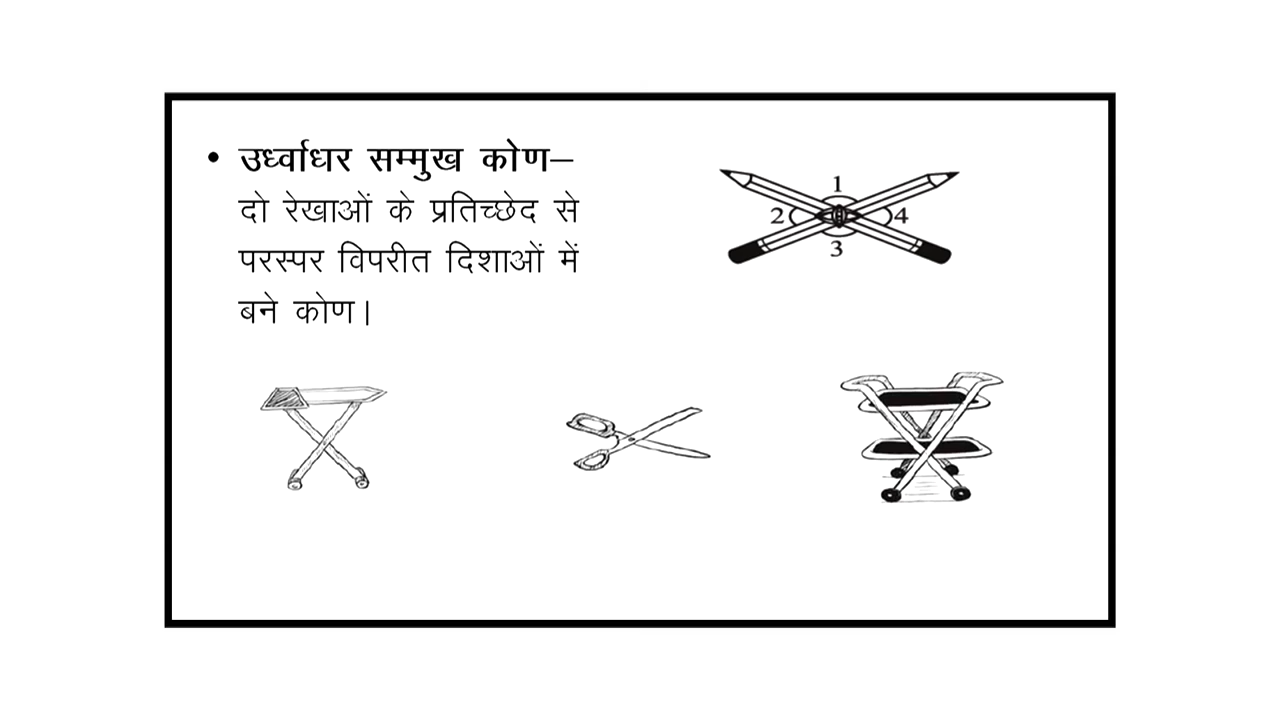 • उर्ध्वाधर सम्मुख कोण–
दो रेखाओं के प्रतिच्छेद से
परस्पर विपरीत दिशाओं में
बने कोण।
1
2
4
3